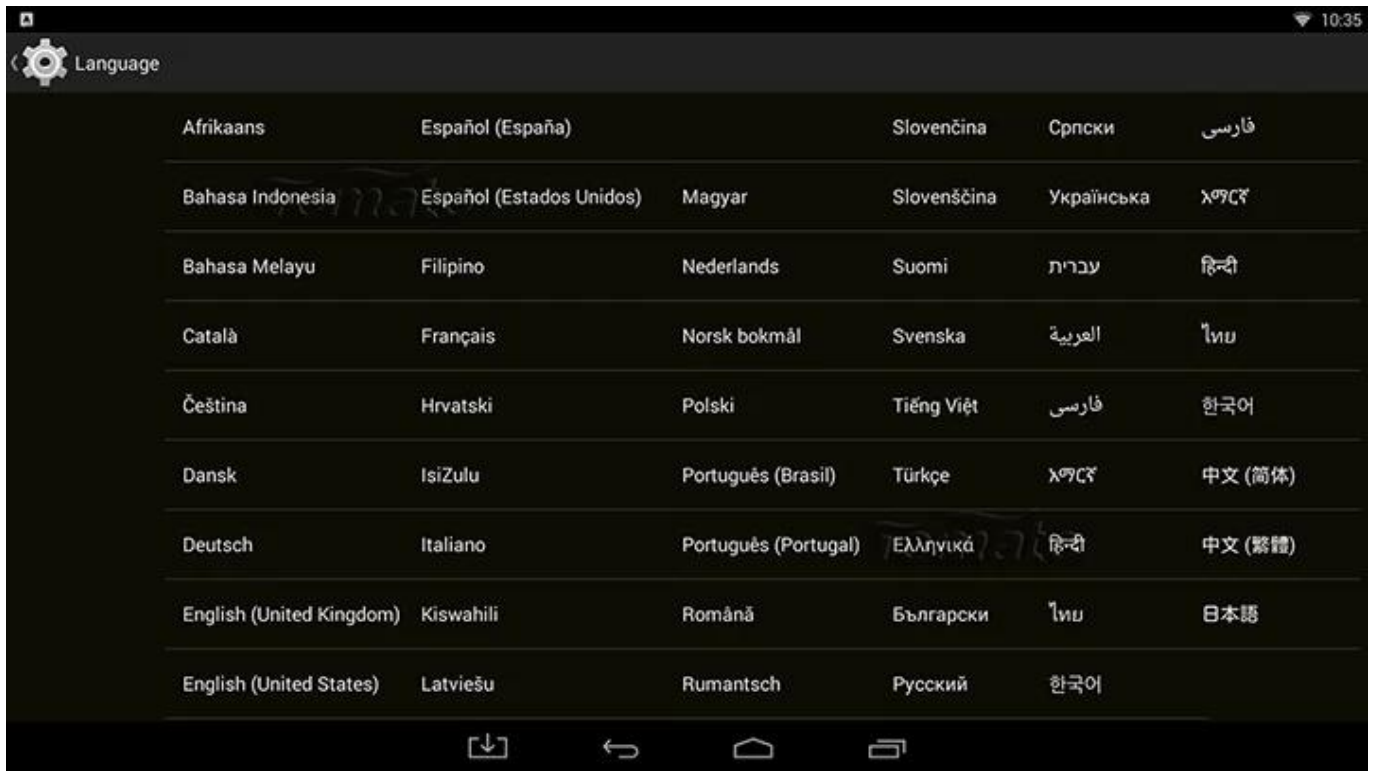 10:35
Language
Afrikaans Español (España) Slovenčina Српски فارسی
Bahasa Indonesia Español (Estados Unidos) Magyar Slovenščina Українська አማርኛ
Bahasa Melayu Filipino Nederlands Suomi עברית हिन्दी
Català Français Norsk bokmål Svenska العربية ไทย
Čeština Hrvatski Polski Tiếng Việt فارسی 한국어
Dansk IsiZulu Português (Brasil) Türkçe አማርኛ 中文 (简体)
Deutsch Italiano Português (Portugal) Ελληνικά हिन्दी 中文 (繁體)
English (United Kingdom) Kiswahili Română Български ไทย 日本語
English (United States) Latviešu Rumantsch Русский 한국어